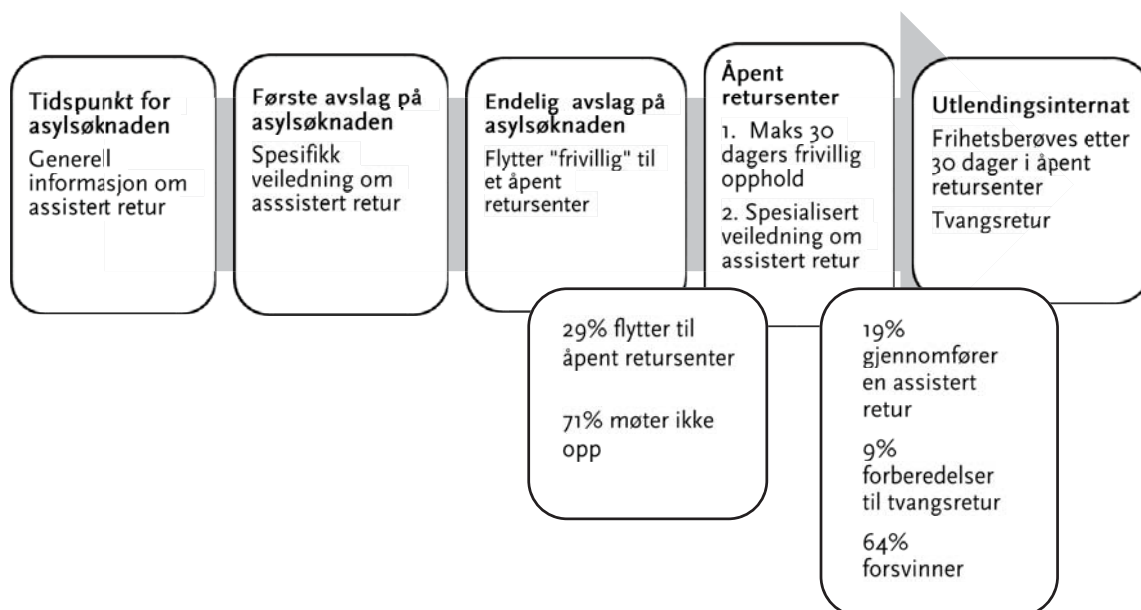 Tidspunkt for
asylsøknaden
Generell
informasjon om
assistert retur
Første avslag på
asylsøknaden
Spesifikk
veiledning om
asssistert retur
Endelig avslag på
asylsøknaden
Flytter "frivillig" til
et åpent
retursenter
Åpent
retursenter
1. Maks 30
dagers frivillig
opphold
2. Spesialisert
veiledning om
assistert retur
Utlendingsinternat
Frihetsberøves etter
30 dager i åpent
retursenter
Tvangsretur
29% flytter til
åpent retursenter
71% møter ikke
opp
19%
gjennomfører
en assistert
retur
9%
forberedelser
til tvangsretur
64%
forsvinner